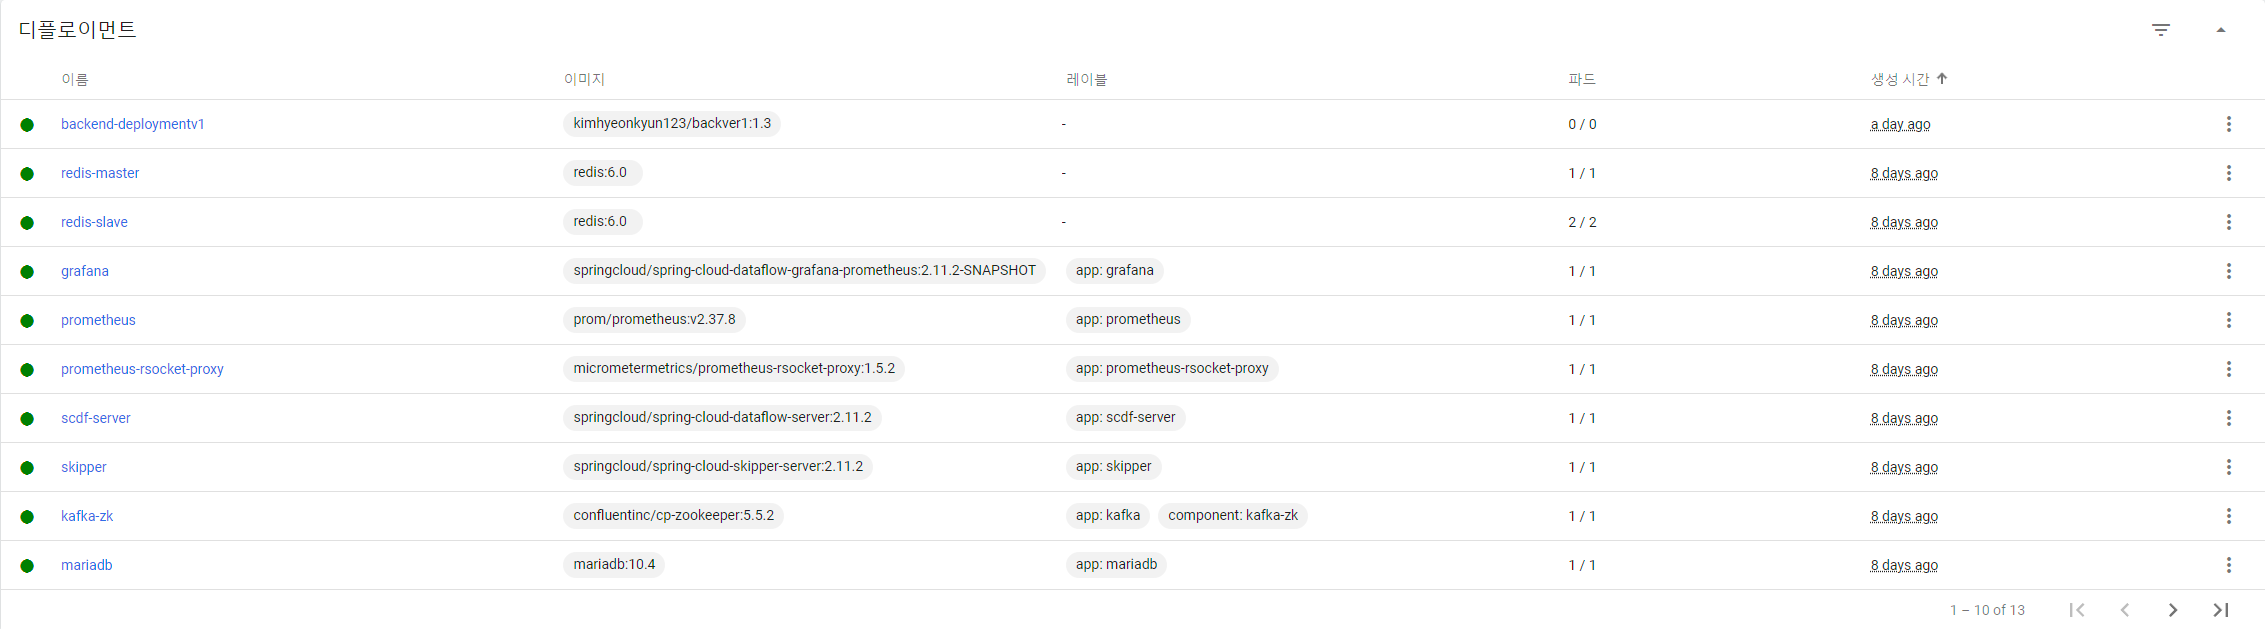 디플로이먼트
이름 이미지 레이블 파드 생성 시간
backend-deploymentv1 kimhyeonkyun123/backver1:1.3 - 0 / 0 a day ago
redis-master redis:6.0 - 1 / 1 8 days ago
redis-slave redis:6.0 - 2 / 2 8 days ago
grafana springcloud/spring-cloud-dataflow-grafana-prometheus:2.11.2-SNAPSHOT app: grafana 1 / 1 8 days ago
prometheus prom/prometheus:v2.37.8 app: prometheus 1 / 1 8 days ago
prometheus-rsocket-proxy micrometermetrics/prometheus-rsocket-proxy:1.5.2 app: prometheus-rsocket-proxy 1 / 1 8 days ago
scdf-server springcloud/spring-cloud-dataflow-server:2.11.2 app: scdf-server 1 / 1 8 days ago
skipper springcloud/spring-cloud-skipper-server:2.11.2 app: skipper 1 / 1 8 days ago
kafka-zk confluentinc/cp-zookeeper:5.5.2 app: kafka component: kafka-zk 1 / 1 8 days ago
mariadb mariadb:10.4 app: mariadb 1 / 1 8 days ago
1 – 10 of 13